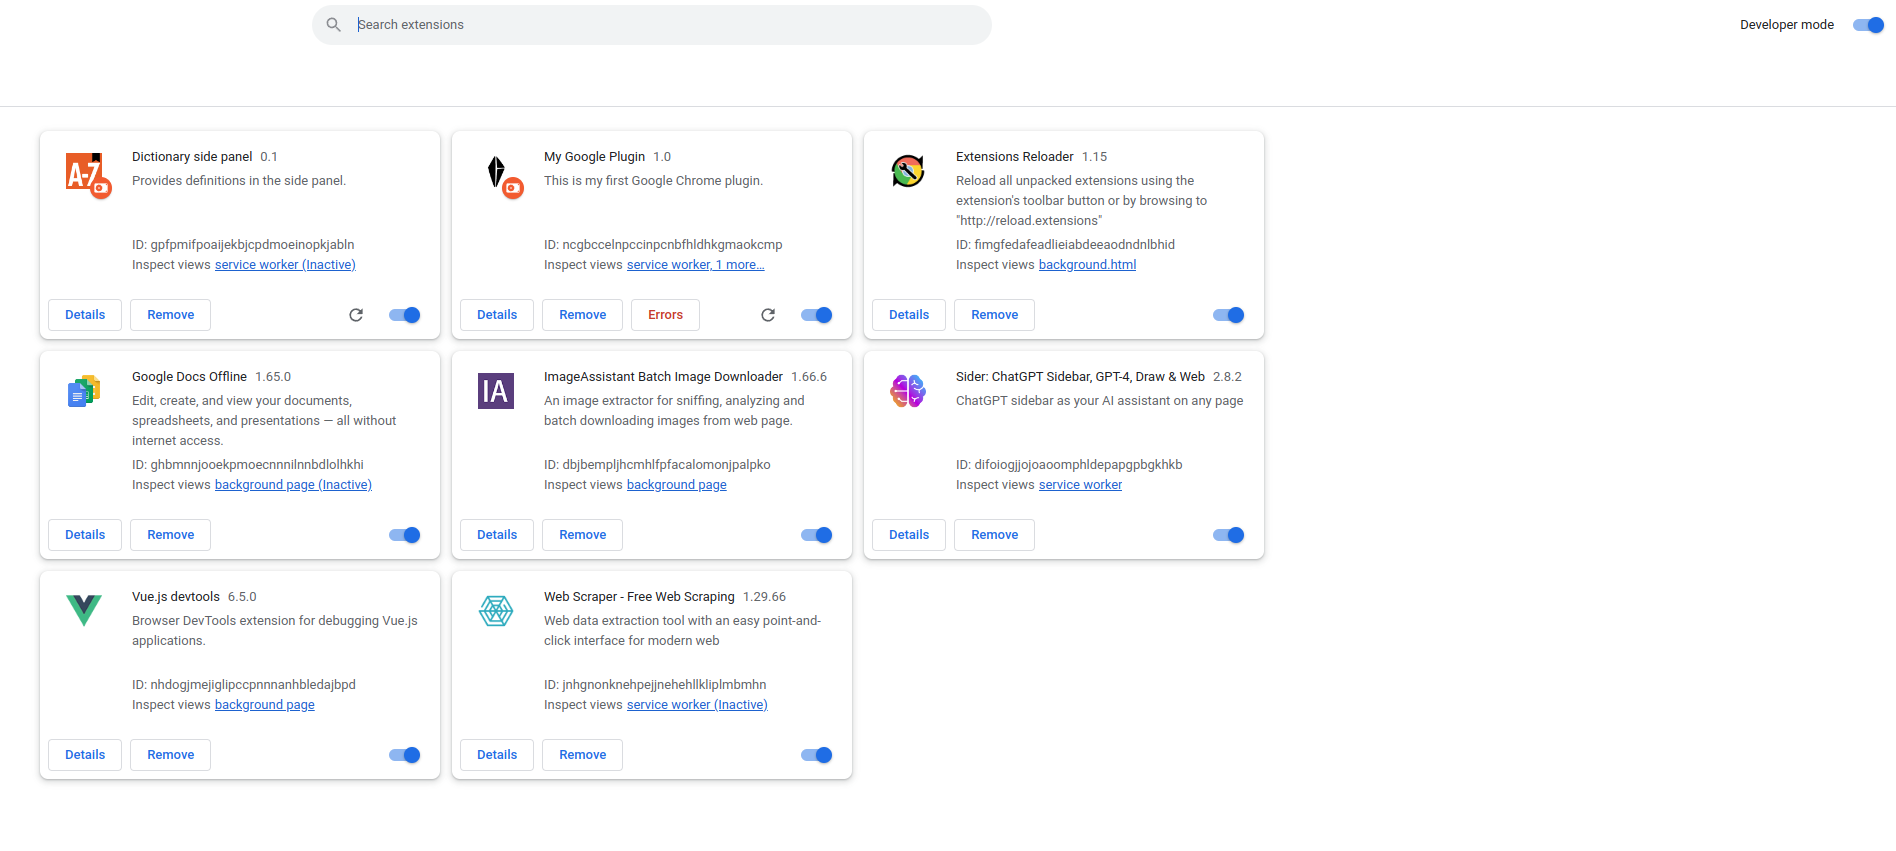 Search extensions
Developer mode
Dictionary side panel 0.1
Provides definitions in the side panel.
ID: gpfpmifpoaijekbjcpdmoeinopkjabln
Inspect views service worker (Inactive)
Details Remove
My Google Plugin 1.0
This is my first Google Chrome plugin.
ID: ncgbccelnpccinpcnbfhldhkgmaokcmp
Inspect views service worker, 1 more...
Details Remove Errors
Extensions Reloader 1.15
Reload all unpacked extensions using the
extension's toolbar button or by browsing to
"http://reload.extensions"
ID: fimgfedafeadlieiabdeeaodndnlbhid
Inspect views background.html
Details Remove
Google Docs Offline 1.65.0
Edit, create, and view your documents,
spreadsheets, and presentations — all without
internet access.
ID: ghbmnnjooekpmoecnnnilnnbdlolhkhi
Inspect views background page (Inactive)
Details Remove
IA
ImageAssistant Batch Image Downloader 1.66.6
An image extractor for sniffing, analyzing and
batch downloading images from web page.
ID: dbjbempljhcmhlfpfacalomonjpalpko
Inspect views background page
Details Remove
Sider: ChatGPT Sidebar, GPT-4, Draw & Web 2.8.2
ChatGPT sidebar as your AI assistant on any page
ID: difoiogjjojoaoomphldepapgpbgkhkb
Inspect views service worker
Details Remove
Vue.js devtools 6.5.0
Browser DevTools extension for debugging Vue.js
applications.
ID: nhdogjmejiglipccpnnnanhbledajbpd
Inspect views background page
Details Remove
Web Scraper - Free Web Scraping 1.29.66
Web data extraction tool with an easy point-and-
click interface for modern web
ID: jnhgnonknehpejjnehehllkliplmbmhn
Inspect views service worker (Inactive)
Details Remove